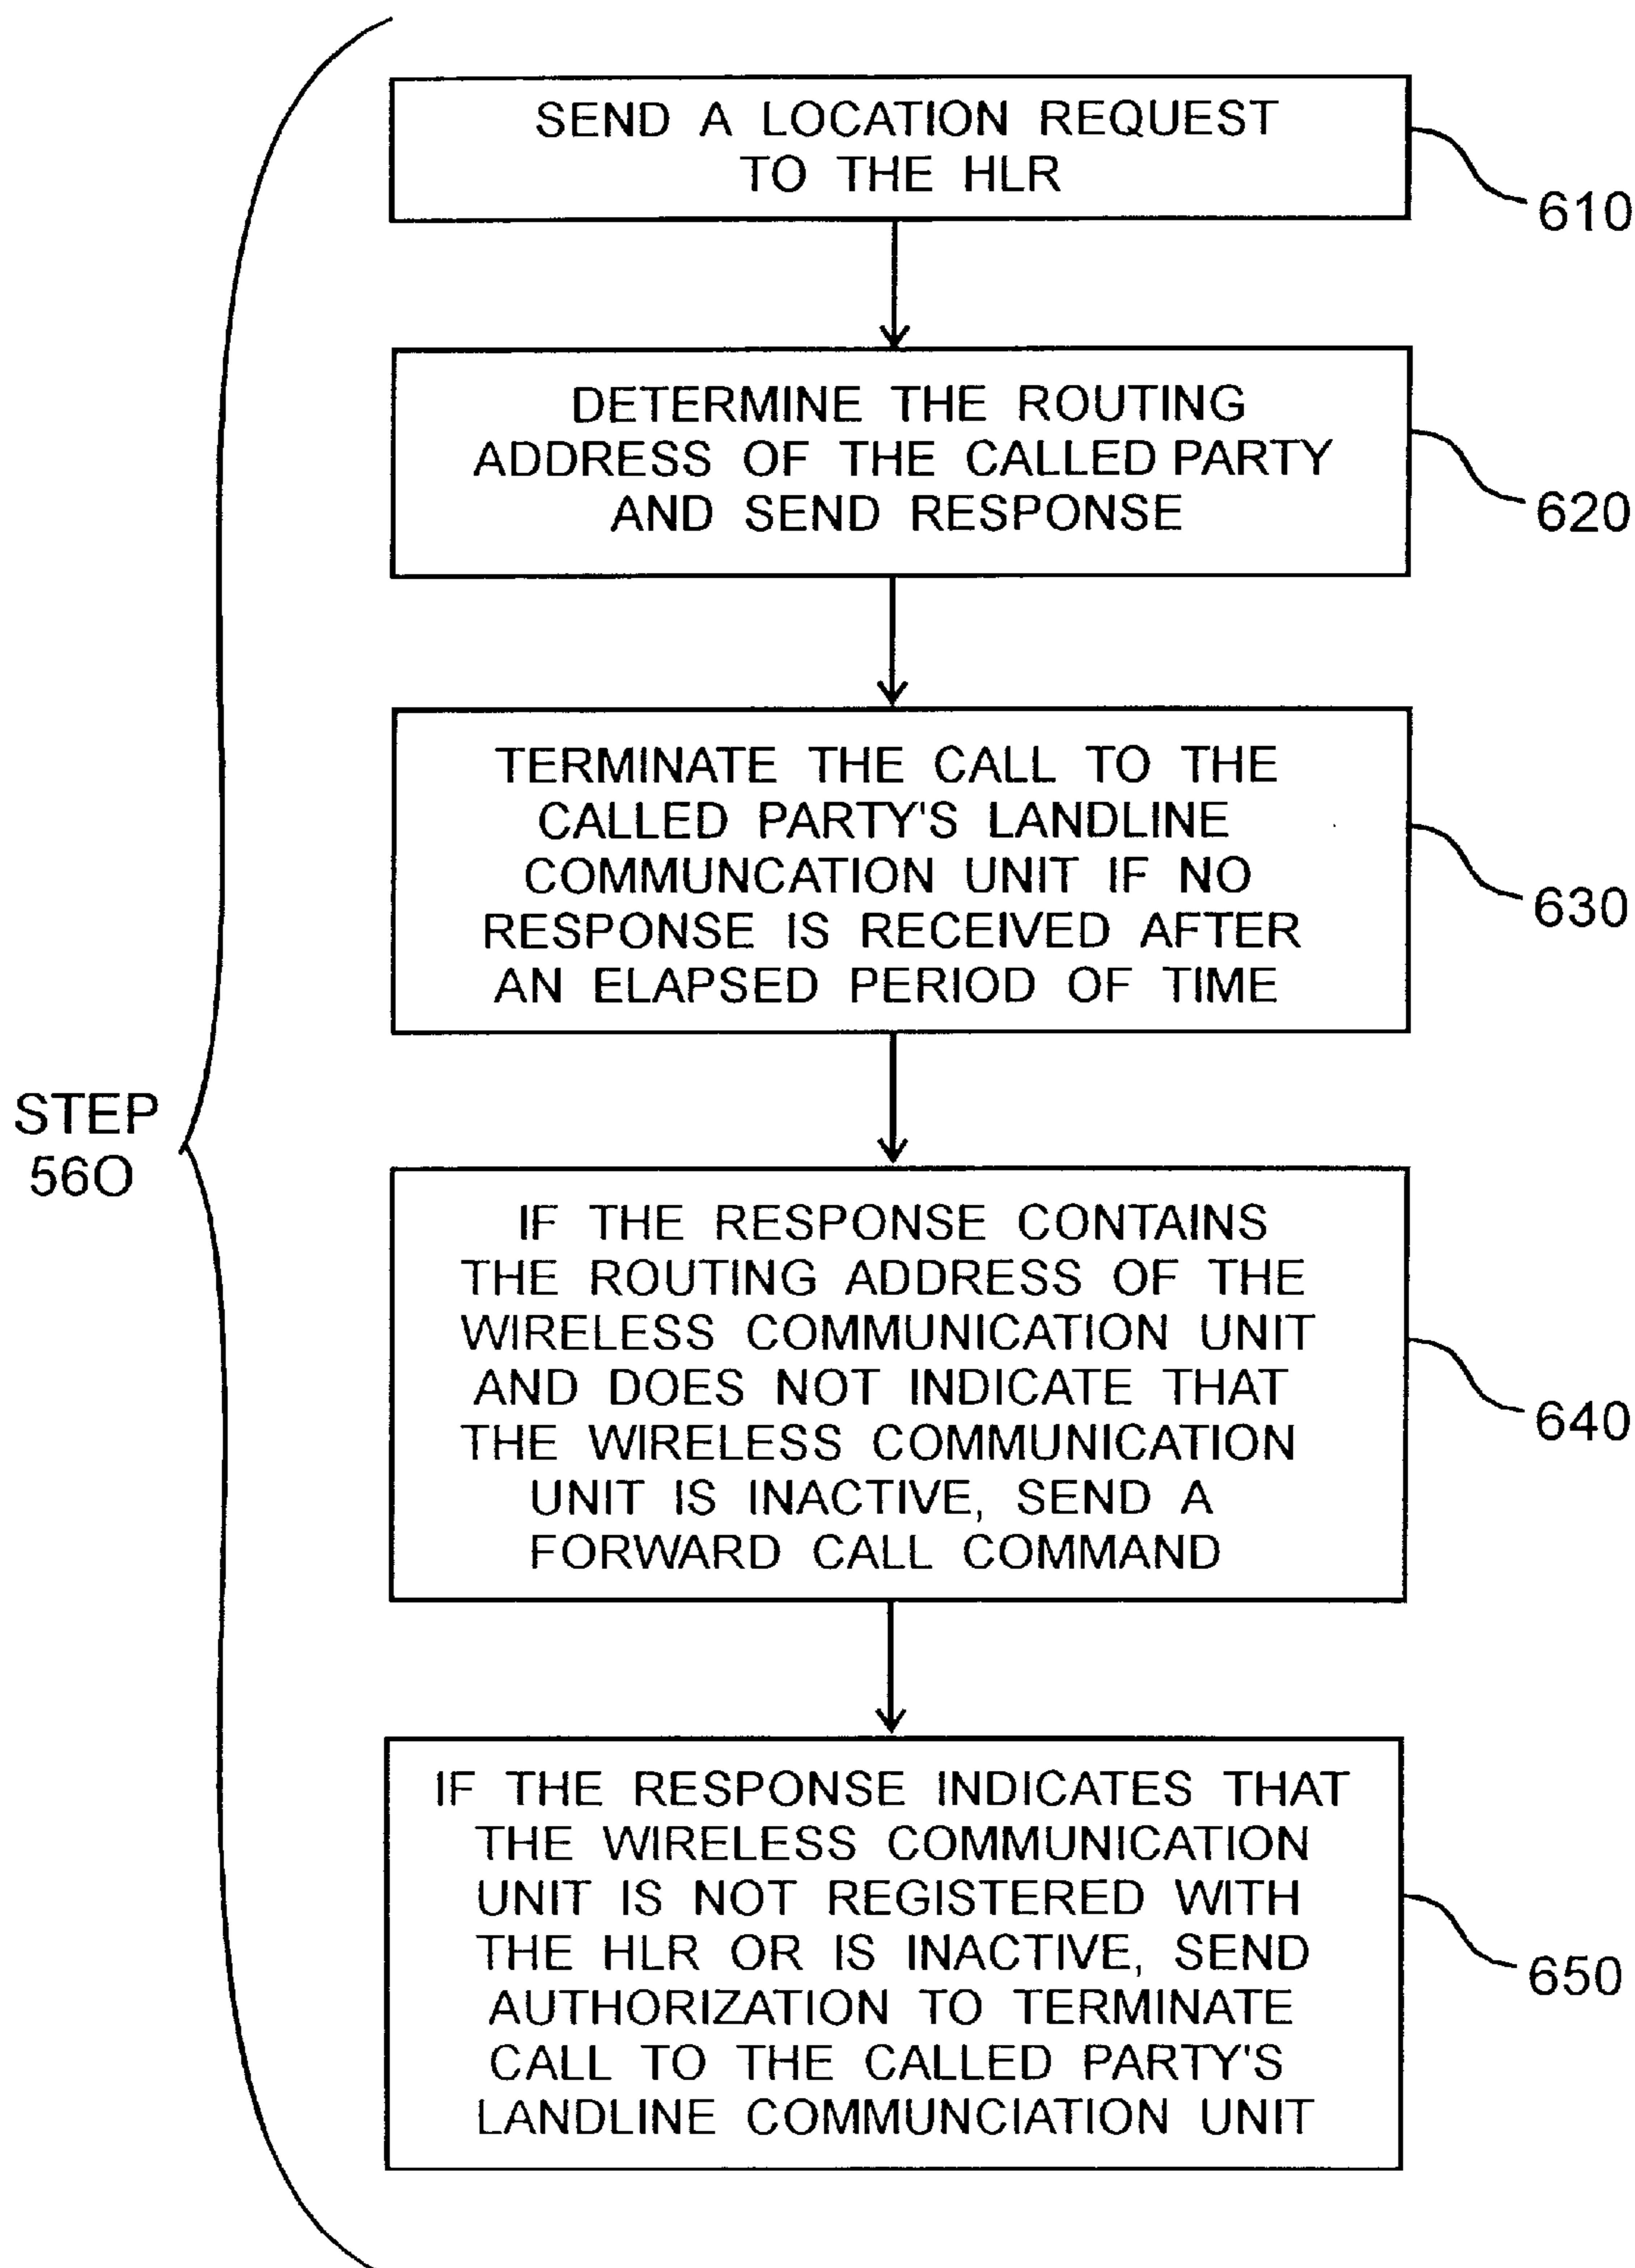 SEND A LOCATION REQUEST
TO THE HLR
610
DETERMINE THE ROUTING
ADDRESS OF THE CALLED PARTY
AND SEND RESPONSE
620
TERMINATE THE CALL TO THE
CALLED PARTY'S LANDLINE
COMMUNCATION UNIT IF NO
RESPONSE IS RECEIVED AFTER
AN ELAPSED PERIOD OF TIME
630
STEP
56O
IF THE RESPONSE CONTAINS
THE ROUTING ADDRESS OF THE
WIRELESS COMMUNICATION UNIT
AND DOES NOT INDICATE THAT
THE WIRELESS COMMUNICATION
UNIT IS INACTIVE, SEND A
FORWARD CALL COMMAND
640
IF THE RESPONSE INDICATES THAT
THE WIRELESS COMMUNICATION
UNIT IS NOT REGISTERED WITH
THE HLR OR IS INACTIVE, SEND
AUTHORIZATION TO TERMINATE
CALL TO THE CALLED PARTY'S
LANDLINE COMMUNCIATION UNIT
650